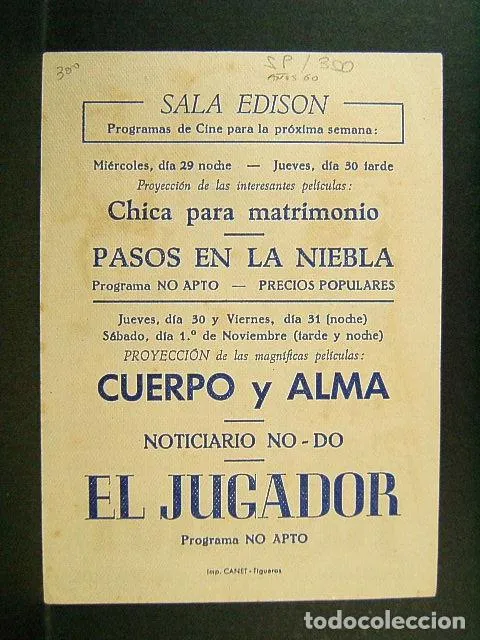 300
SP/300
AÑOS 60
SALA EDISON
Programas de Cine para la próxima semana:
Miércoles, día 29 noche — Jueves, día 30 tarde
Proyección de las interesantes películas:
Chica para matrimonio
PASOS EN LA NIEBLA
Programa NO APTO — PRECIOS POPULARES
Jueves, día 30 y Viernes, día 31 (noche)
Sábado, día 1.º de Noviembre (tarde y noche)
PROYECCIÓN de las magníficas películas:
CUERPO y ALMA
NOTICIARIO NO-DO
EL JUGADOR
Programa NO APTO
Imp. CANET - Figueras
todocoleccion